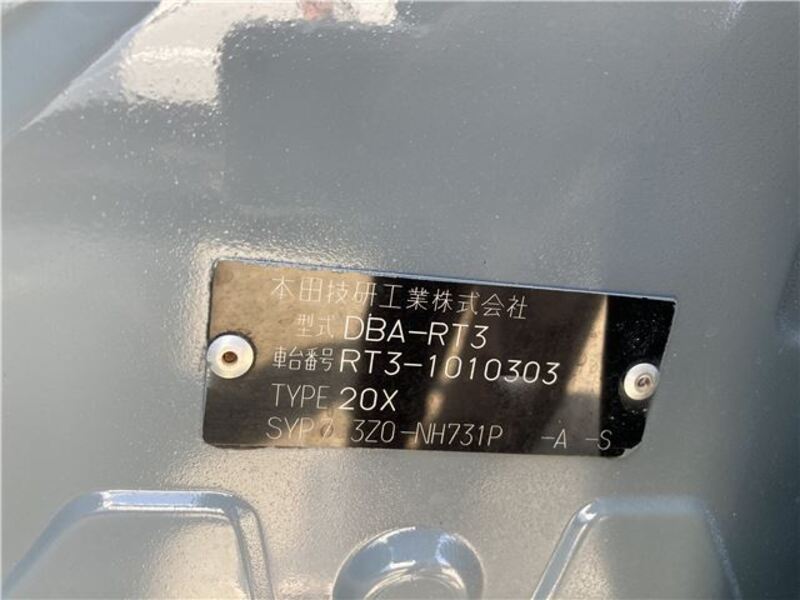 本田技研工業株式会社
型式 DBA-RT3
車台番号 RT3-1010303
TYPE 20X
3Z0-NH731P -A -S